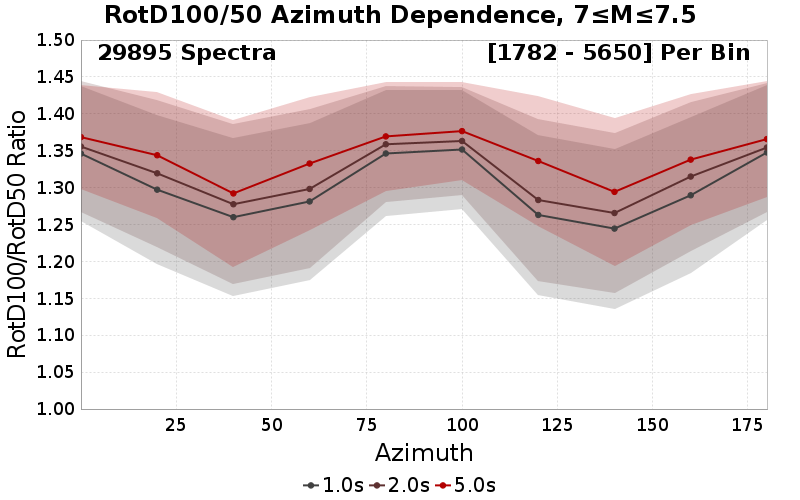 RotD100/50 Azimuth Dependence, 7≤M≤7.5
29895 Spectra
[1782 - 5650] Per Bin
RotD100/RotD50 Ratio
1.50
1.45
1.40
1.35
1.30
1.25
1.20
1.15
1.10
1.05
1.00
25 50 75 100 125 150 175
Azimuth
1.0s 2.0s 5.0s